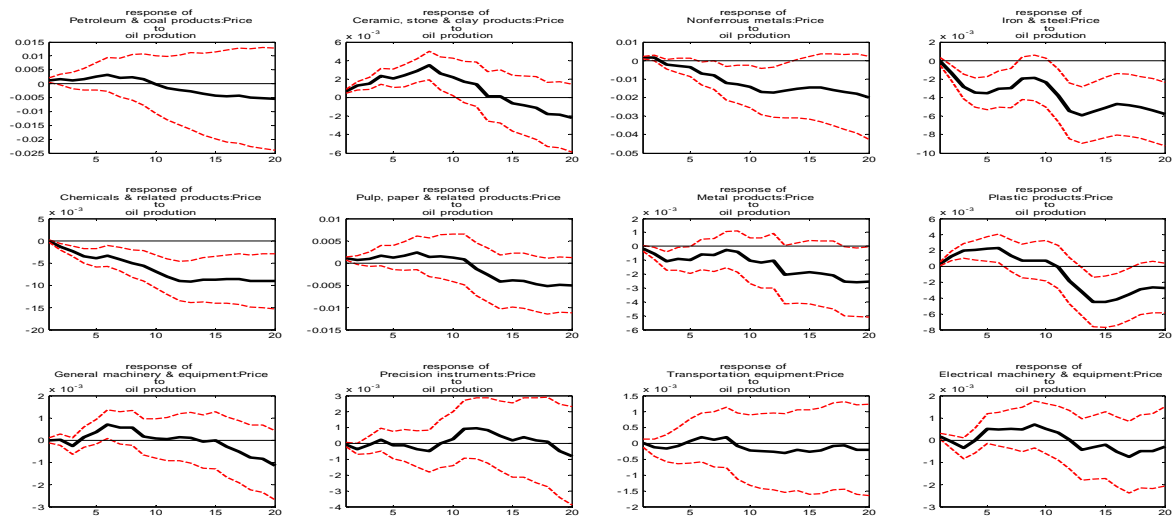 response of
Petroleum & coal products:Price
to
oil prodution
0.015
0.01
0.005
0
-0.005
-0.01
-0.015
-0.02
-0.025
5
10
15
20
response of
Ceramic, stone & clay products:Price
to
oil prodution
x 10-3
6
4
2
0
-2
-4
-6
5
10
15
20
response of
Nonferrous metals:Price
to
oil prodution
0.01
0
-0.01
-0.02
-0.03
-0.04
-0.05
5
10
15
20
response of
Iron & steel:Price
to
oil prodution
x 10-3
2
0
-2
-4
-6
-8
-10
5
10
15
20
response of
Chemicals & related products:Price
to
oil prodution
x 10-3
5
0
-5
-10
-15
-20
5
10
15
20
response of
Pulp, paper & related products:Price
to
oil prodution
0.01
0.005
0
-0.005
-0.01
-0.015
5
10
15
20
response of
Metal products:Price
to
oil prodution
x 10-3
2
1
0
-1
-2
-3
-4
-5
-6
5
10
15
20
response of
Plastic products:Price
to
oil prodution
x 10-3
6
4
2
0
-2
-4
-6
-8
5
10
15
20
response of
General machinery & equipment:Price
to
oil prodution
x 10-3
2
1
0
-1
-2
-3
5
10
15
20
response of
Precision instruments:Price
to
oil prodution
x 10-3
3
2
1
0
-1
-2
-3
-4
5
10
15
20
response of
Transportation equipment:Price
to
oil prodution
x 10-3
1.5
1
0.5
0
-0.5
-1
-1.5
-2
5
10
15
20
response of
Electrical machinery & equipment:Price
to
oil prodution
x 10-3
2
1
0
-1
-2
-3
5
10
15
20